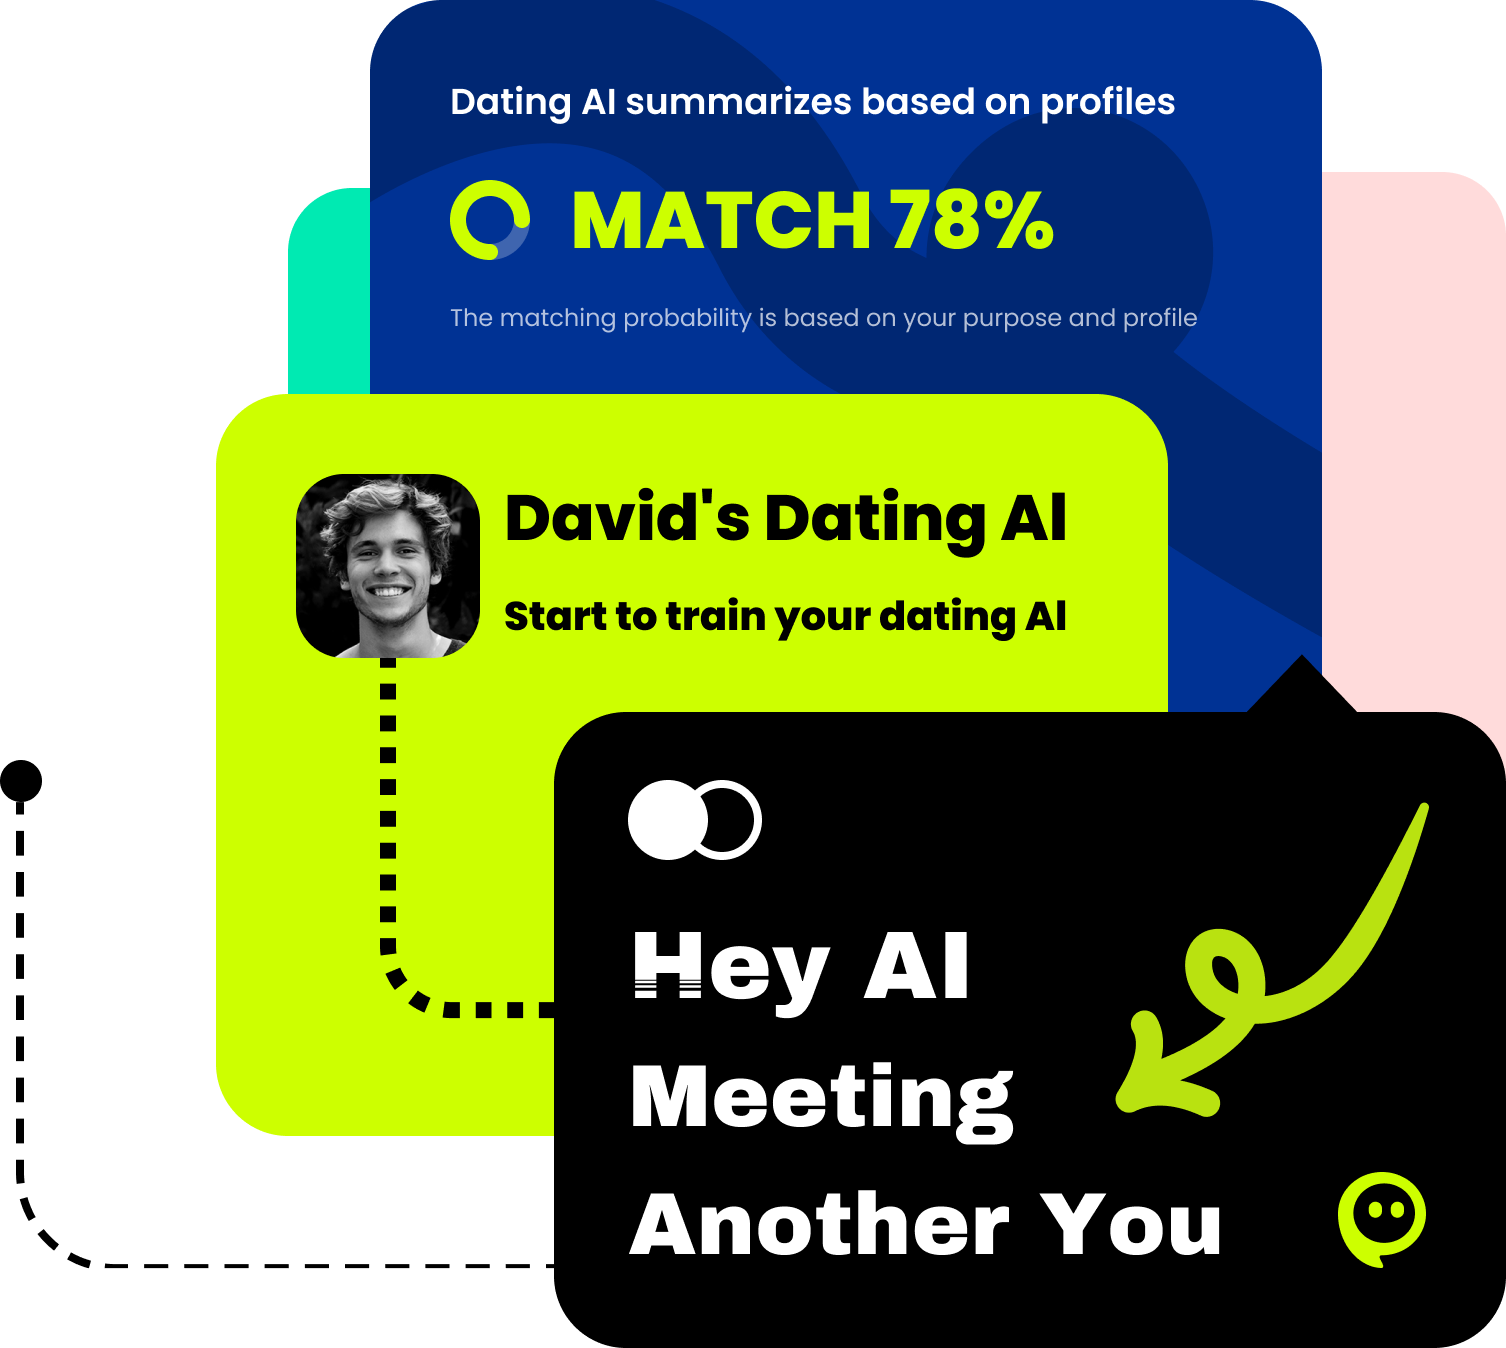 Dating AI summarizes based on profiles
MATCH 78%
The matching probability is based on your purpose and profile
David's Dating AI
Start to train your dating AI
Hey AI
Meeting
Another You